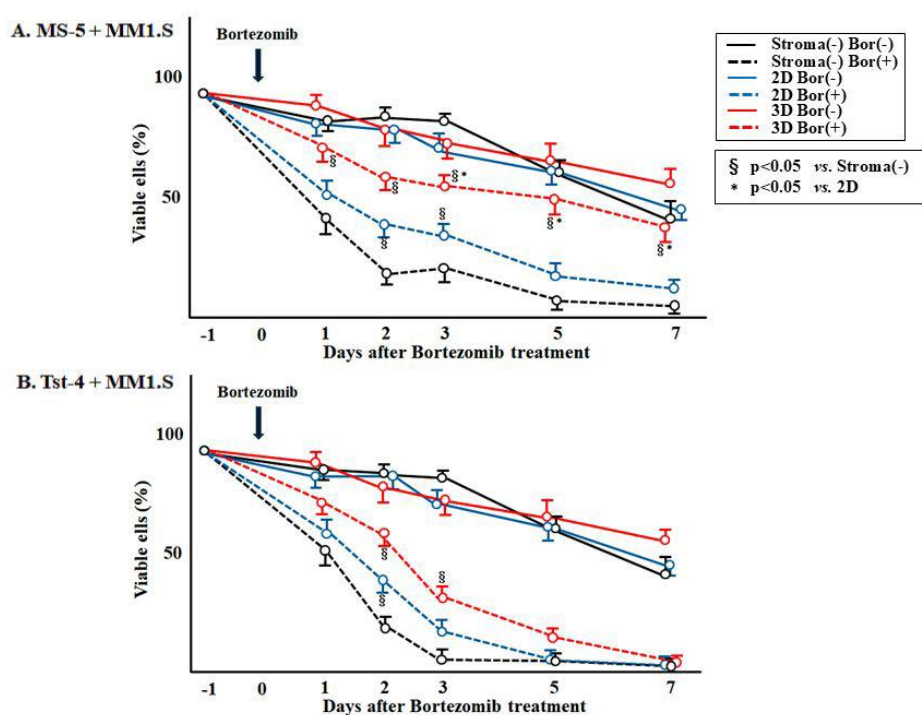 A. MS-5 + MM1.S
Bortezomib
100
50
Viable ells (%)
§
§
§ *
§
§
§ *
§ *
-1 0 1 2 3 5 7
Days after Bortezomib treatment
Stroma(-) Bor(-)
Stroma(-) Bor(+)
2D Bor(-)
2D Bor(+)
3D Bor(-)
3D Bor(+)
§ p<0.05 vs. Stroma(-)
* p<0.05 vs. 2D
B. Tst-4 + MM1.S
Bortezomib
100
50
Viable ells (%)
§
§
§
-1 0 1 2 3 5 7
Days after Bortezomib treatment